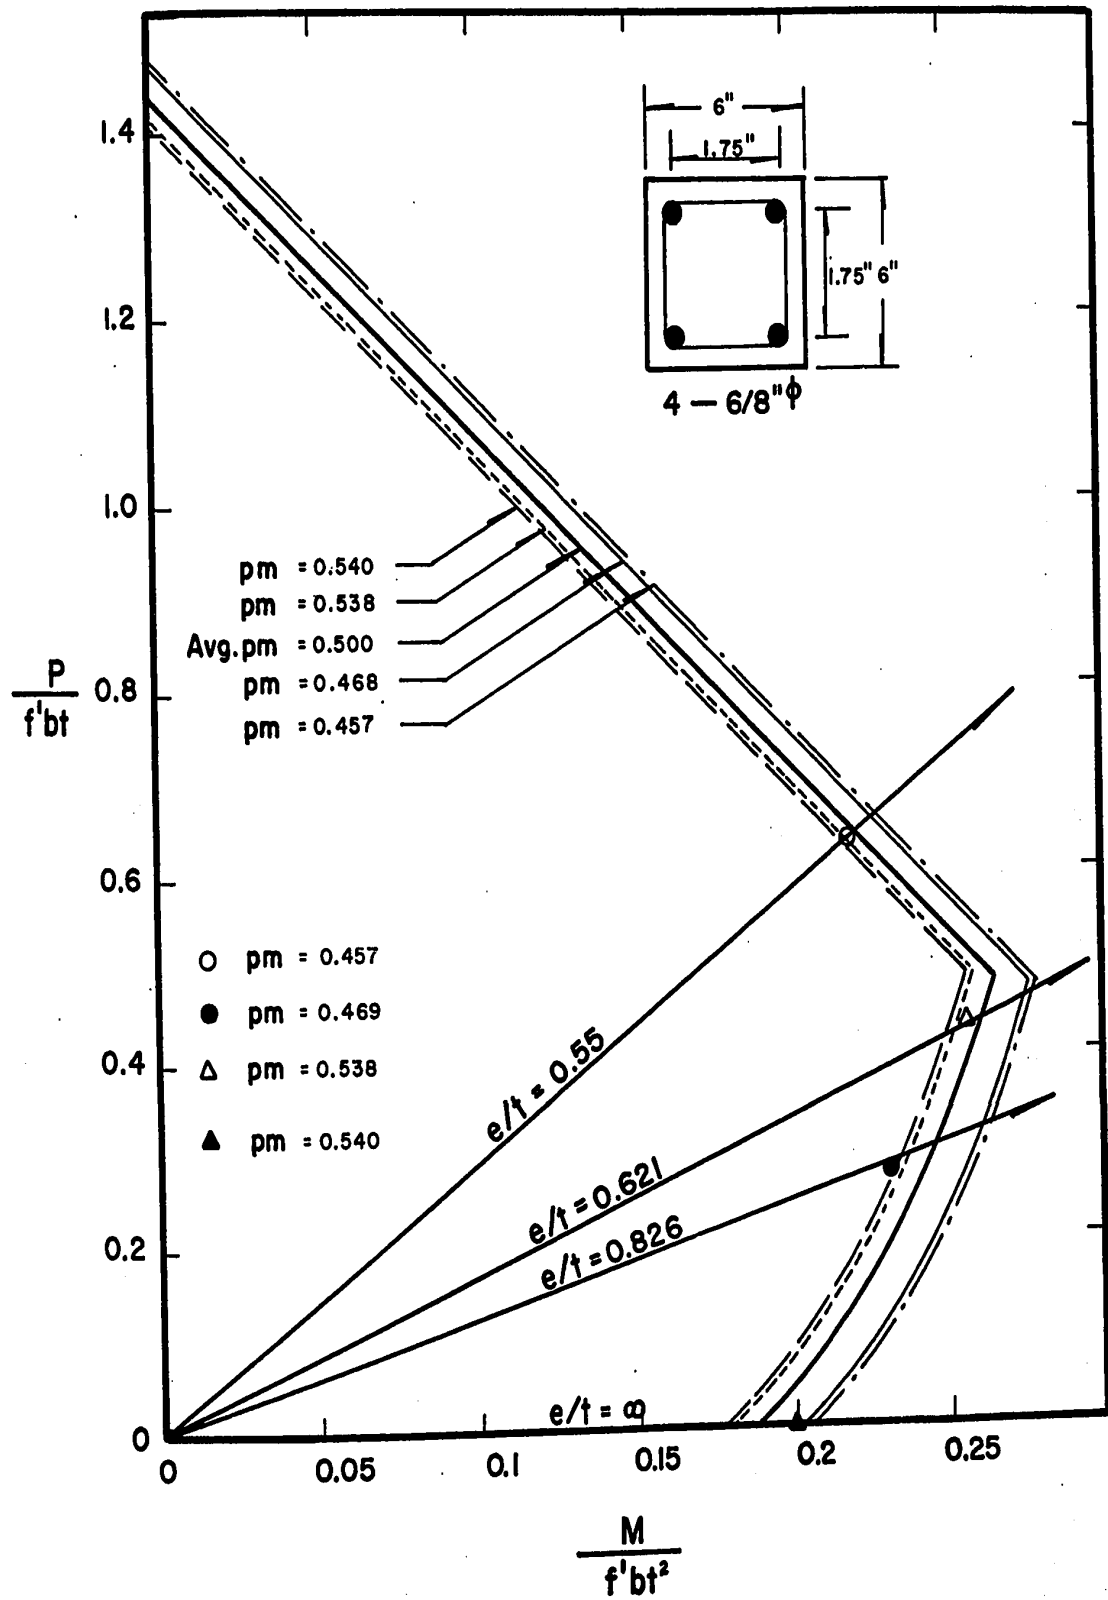 6"
1.75"
1.75" 6"
4 — 6/8" ϕ
1.4
1.2
1.0
0.8
0.6
0.4
0.2
0
P
f'bt
pm = 0.540
pm = 0.538
Avg. pm = 0.500
pm = 0.468
pm = 0.457
○ pm = 0.457
● pm = 0.469
△ pm = 0.538
▲ pm = 0.540
e/t = 0.55
e/t = 0.621
e/t = 0.826
e/t = ∞
0 0.05 0.1 0.15 0.2 0.25
M
f'bt²